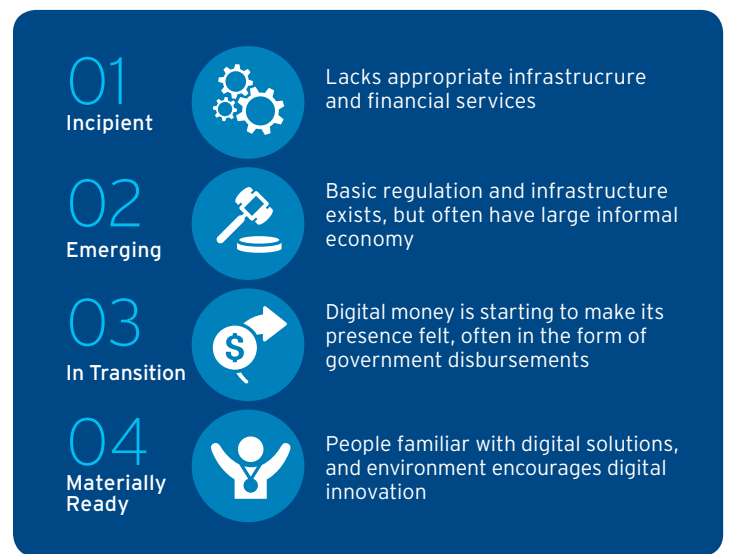 01
Incipient
Lacks appropriate infrastrucrure
and financial services
02
Emerging
Basic regulation and infrastructure
exists, but often have large informal
economy
03
In Transition
Digital money is starting to make its
presence felt, often in the form of
government disbursements
$
04
Materially
Ready
People familiar with digital solutions,
and environment encourages digital
innovation